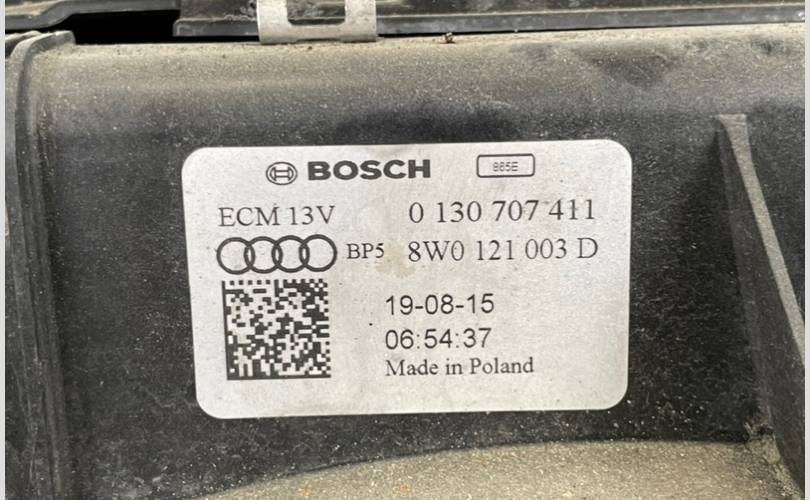 BOSCH 865E
ECM 13V 0 130 707 411
BP5 8W0 121 003 D
19-08-15
06:54:37
Made in Poland